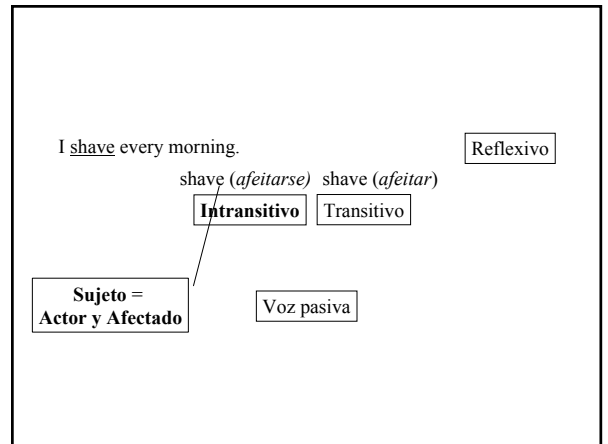 I shave every morning.
Reflexivo
shave (afeitarse) shave (afeitar)
Intransitivo Transitivo
Sujeto =
Actor y Afectado
Voz pasiva